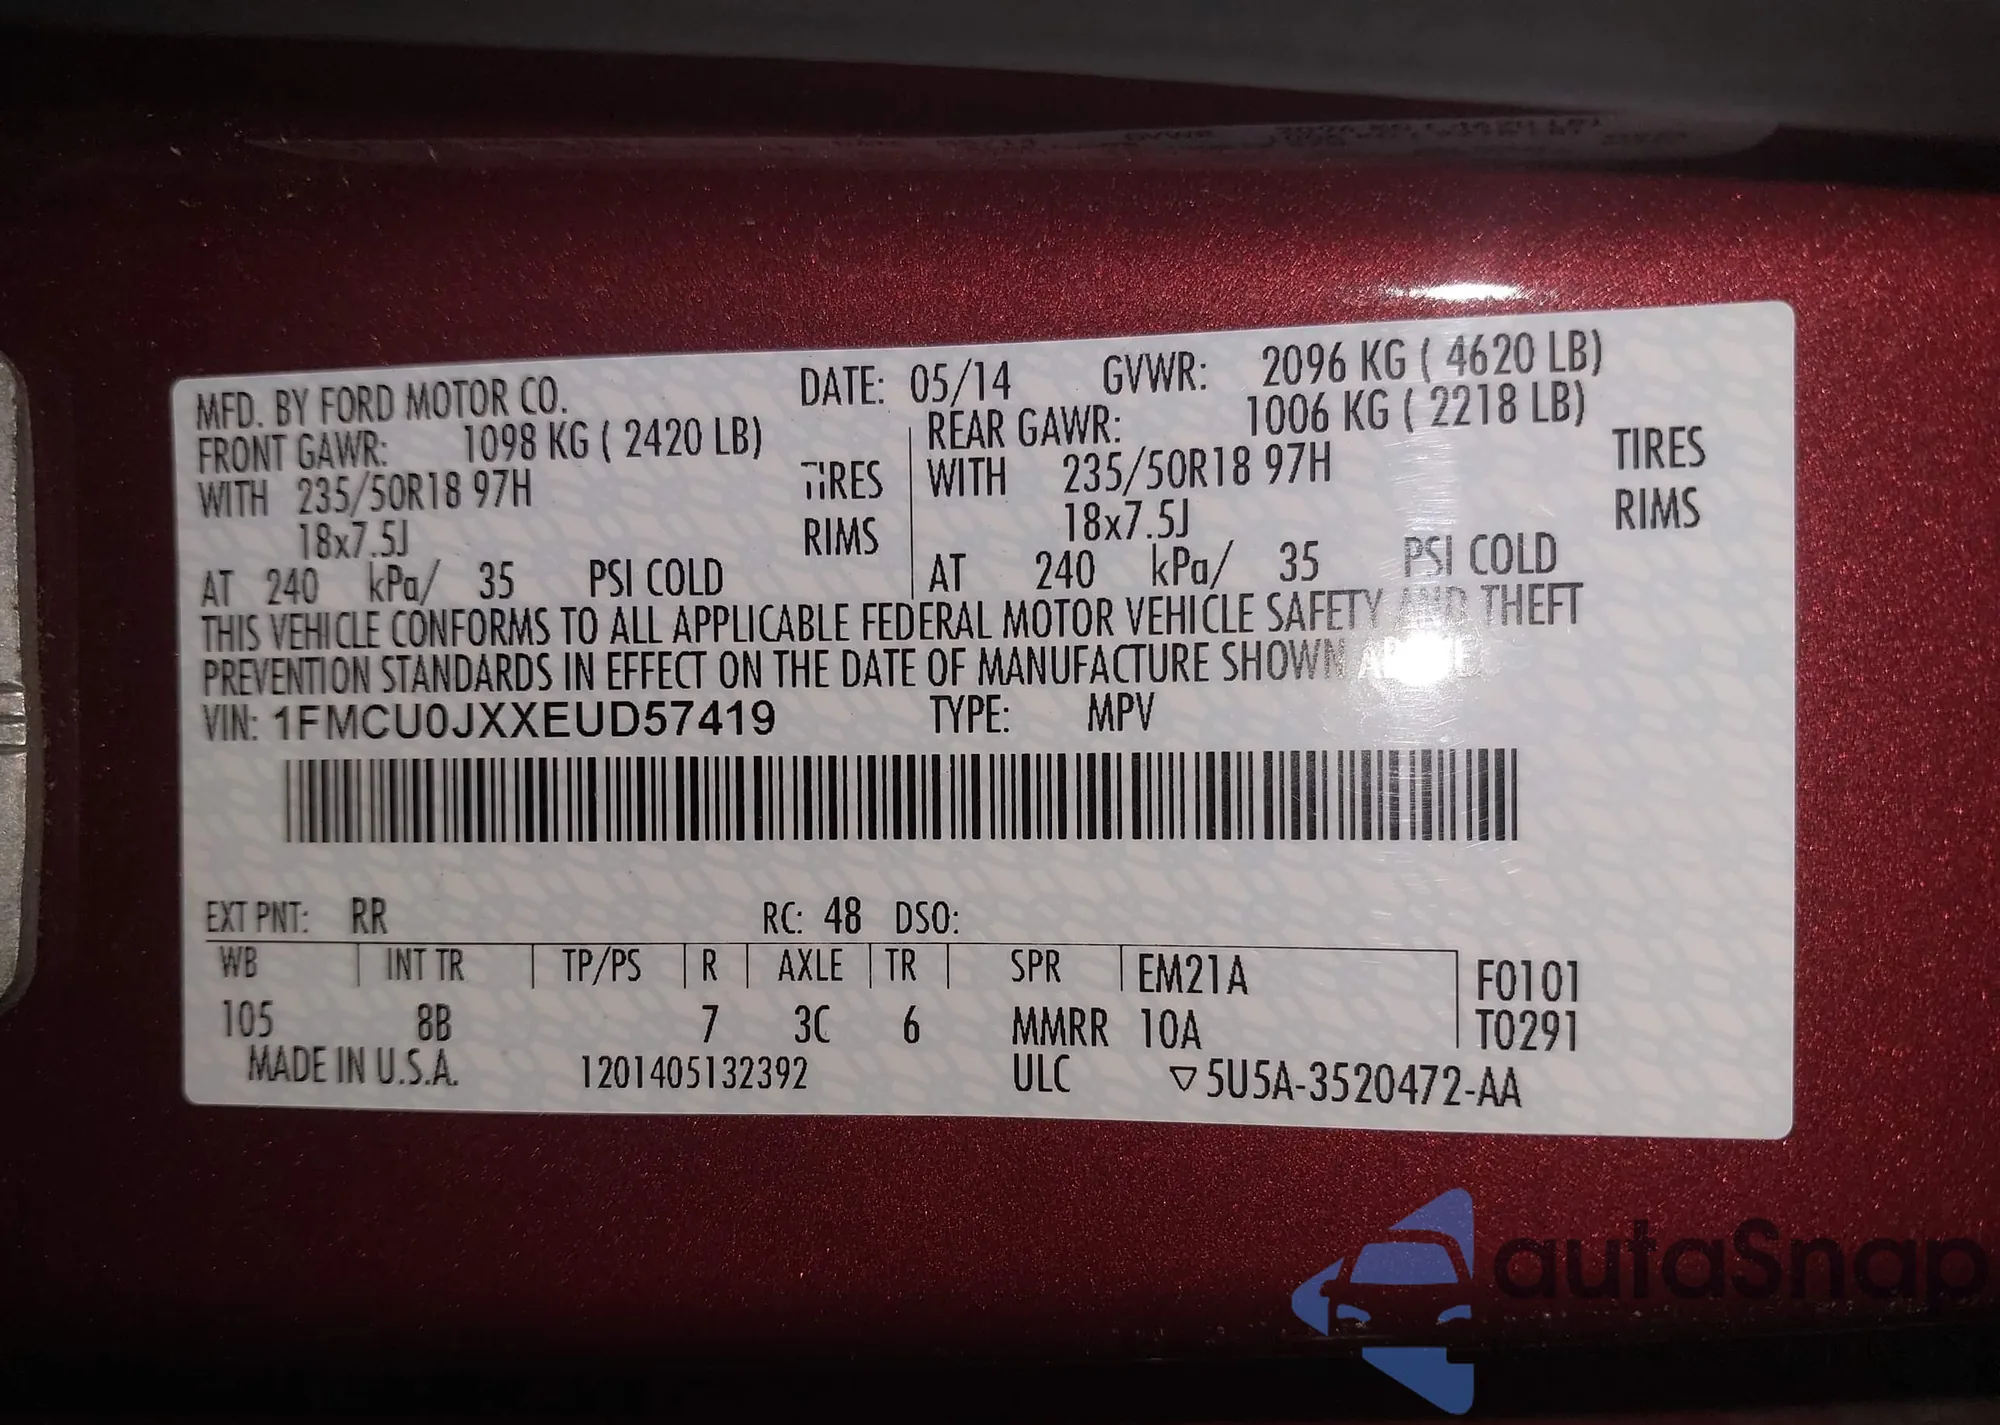 MFD. BY FORD MOTOR CO. DATE: 05/14 GVWR: 2096 KG ( 4620 LB)
FRONT GAWR: 1098 KG ( 2420 LB) REAR GAWR: 1006 KG ( 2218 LB)
WITH 235/50R18 97H TIRES WITH 235/50R18 97H TIRES
18x7.5J RIMS 18x7.5J RIMS
AT 240 kPa/ 35 PSI COLD AT 240 kPa/ 35 PSI COLD
THIS VEHICLE CONFORMS TO ALL APPLICABLE FEDERAL MOTOR VEHICLE SAFETY AND THEFT
PREVENTION STANDARDS IN EFFECT ON THE DATE OF MANUFACTURE SHOWN
VIN: 1FMCU0JXXEUD57419 TYPE: MPV
EXT PNT: RR RC: 48 DSO:
WB INT TR TP/PS R AXLE TR SPR EM21A F0101
105 8B 7 3C 6 MMRR 10A T0291
MADE IN U.S.A. 1201405132392 ULC ▽5U5A-3520472-AA
autaSnap